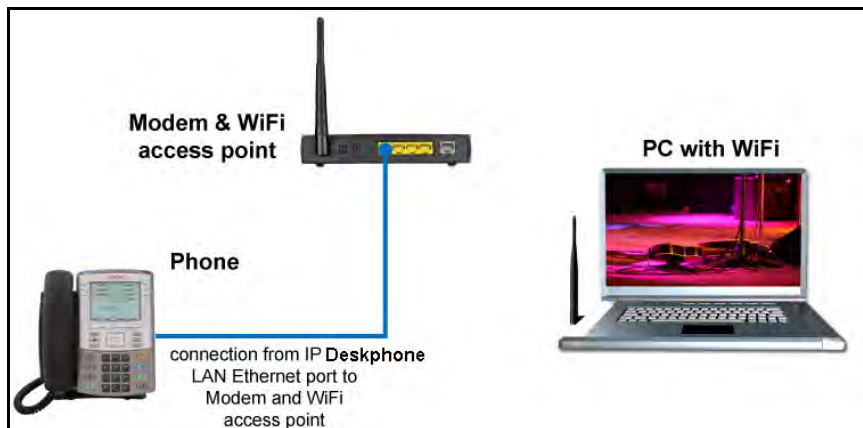 Modem & WiFi
access point
PC with WiFi
Phone
connection from IP Deskphone
LAN Ethernet port to
Modem and WiFi
access point